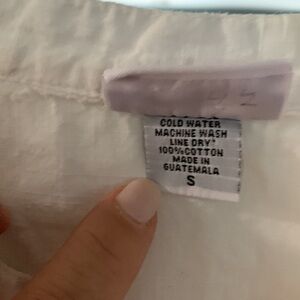 COLD WATER
MACHINE WASH
LINE DRY
100%COTTON
MADE IN
GUATEMALA
S